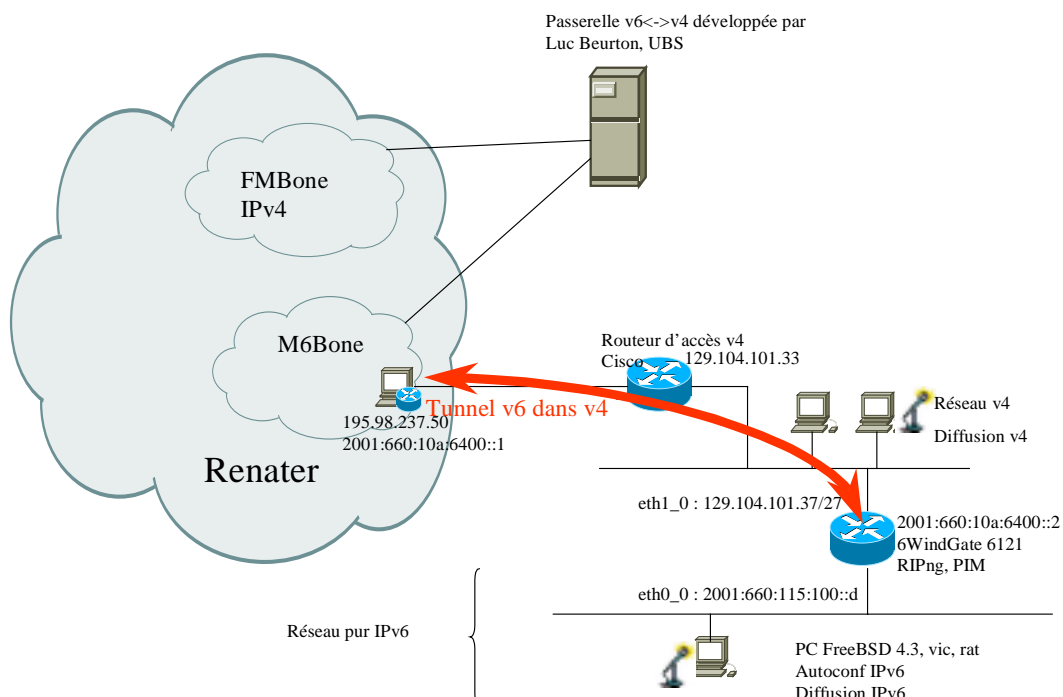 Passerelle v6<->v4 développée par
Luc Beurton, UBS
FMBone
IPv4
M6Bone
Routeur d'accès v4
Cisco
129.104.101.33
Tunnel v6 dans v4
195.98.237.50
2001:660:10a:6400::1
Réseau v4
Diffusion v4
Renater
eth1_0 : 129.104.101.37/27
2001:660:10a:6400::2
6WindGate 6121
RIPng, PIM
eth0_0 : 2001:660:115:100::d
Réseau pur IPv6
PC FreeBSD 4.3, vic, rat
Autoconf IPv6
Diffusion IPv6